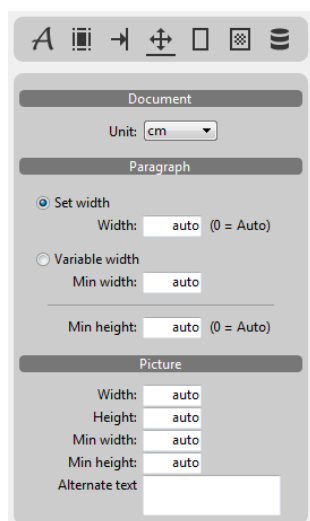 A
Document
Unit: cm
Paragraph
Set width
Width: auto (0 = Auto)
Variable width
Min width: auto
Min height: auto (0 = Auto)
Picture
Width: auto
Height: auto
Min width: auto
Min height: auto
Alternate text